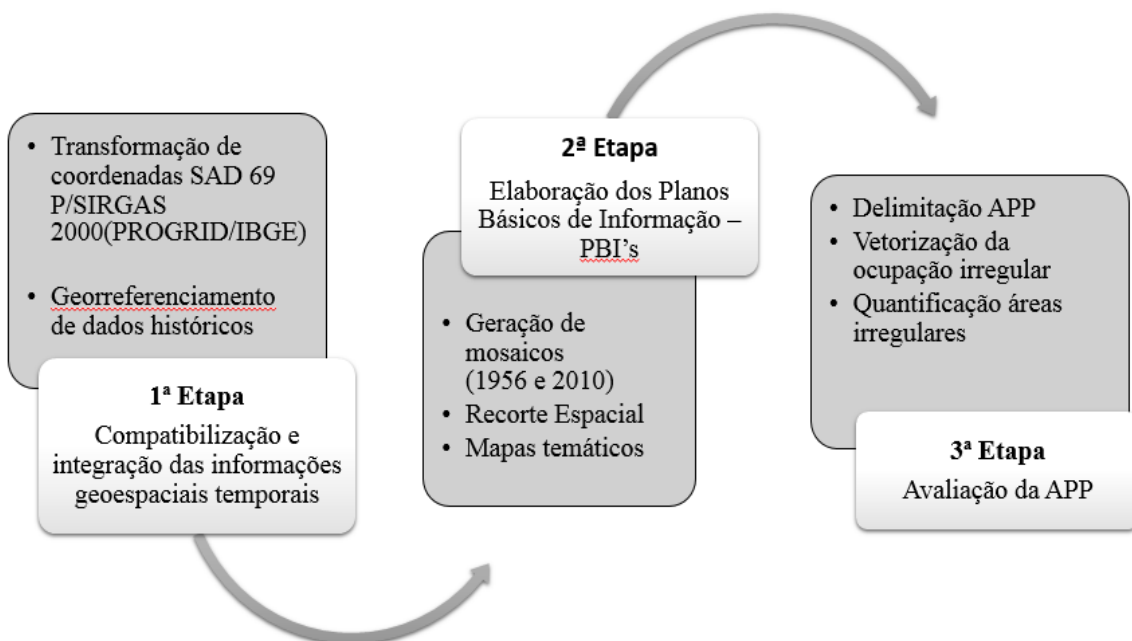 • Transformação de
coordenadas SAD 69
P/SIRGAS
2000(PROGRID/IBGE)
• Georreferenciamento
de dados históricos
1ª Etapa
Compatibilização e
integração das informações
geoespaciais temporais
2ª Etapa
Elaboração dos Planos
Básicos de Informação –
PBI’s
• Geração de
mosaicos
(1956 e 2010)
• Recorte Espacial
• Mapas temáticos
• Delimitação APP
• Vetorização da
ocupação irregular
• Quantificação áreas
irregulares
3ª Etapa
Avaliação da APP